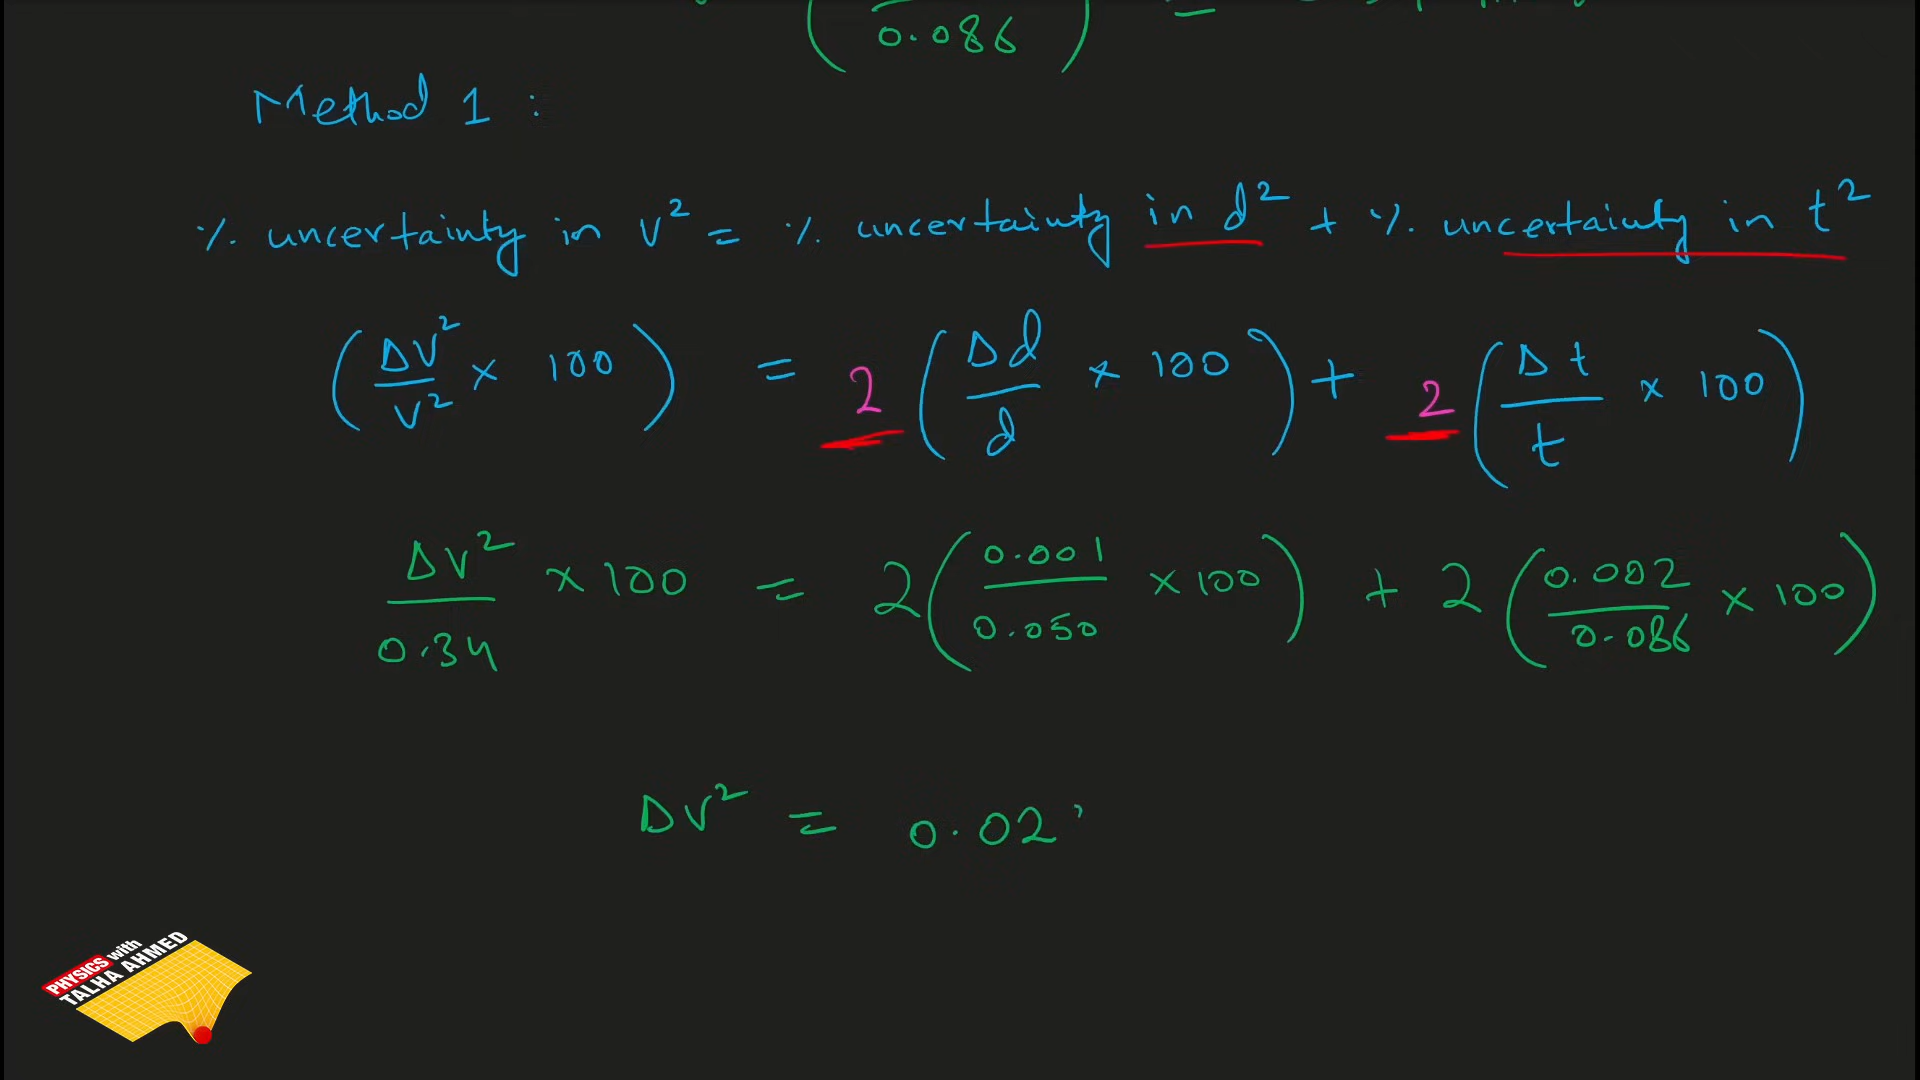 0.086
Method 1 :
% uncertainty in v² = % uncertainty in d² + % uncertainty in t²
(Δv²/v² × 100) = 2(Δd/d × 100) + 2(Δt/t × 100)
Δv²/0.34 × 100 = 2(0.001/0.050 × 100) + 2(0.002/0.086 × 100)
Δv² = 0.02
PHYSICS with
TALHA AHMED